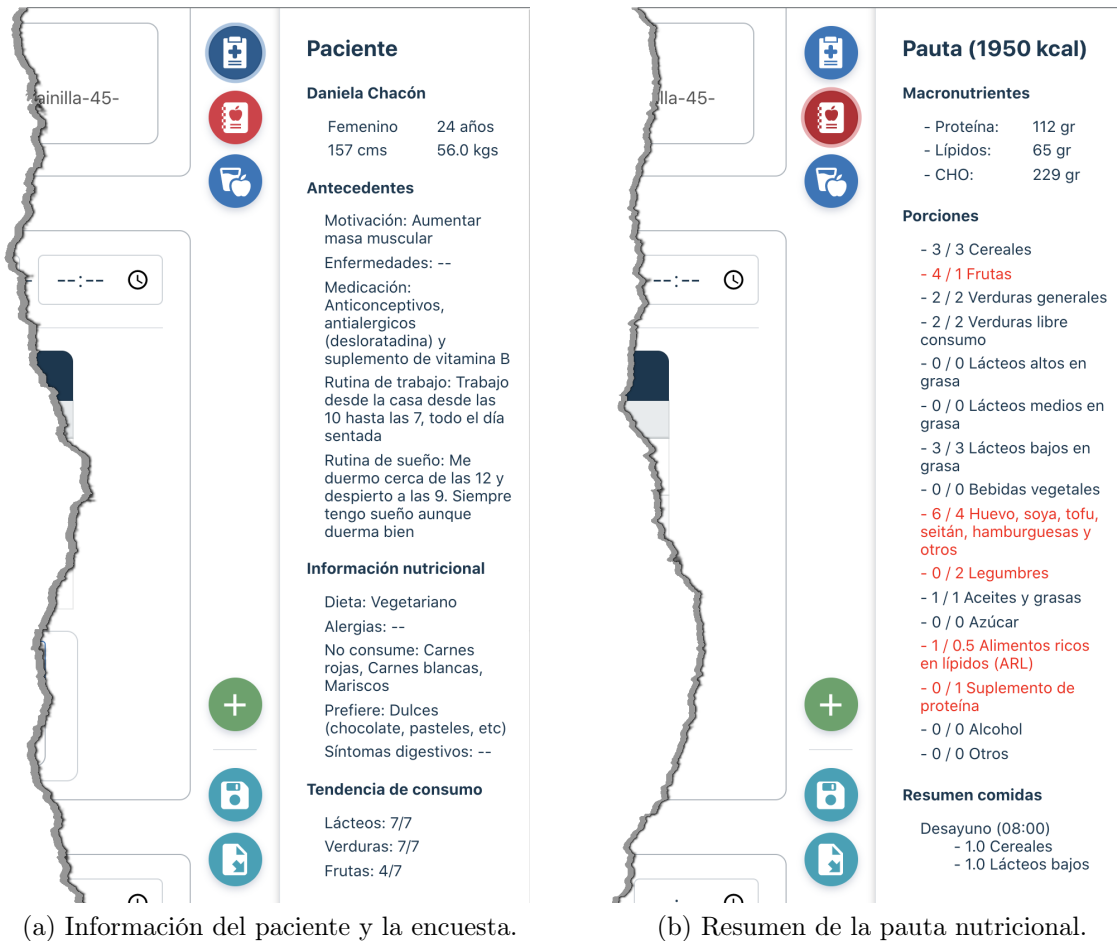 ainilla-45-
--:--
Paciente
Daniela Chacón
Femenino 24 años
157 cms 56.0 kgs
Antecedentes
Motivación: Aumentar
masa muscular
Enfermedades: --
Medicación:
Anticonceptivos,
antialergicos
(desloratadina) y
suplemento de vitamina B
Rutina de trabajo: Trabajo
desde la casa desde las
10 hasta las 7, todo el día
sentada
Rutina de sueño: Me
duermo cerca de las 12 y
despierto a las 9. Siempre
tengo sueño aunque
duerma bien
Información nutricional
Dieta: Vegetariano
Alergias: --
No consume: Carnes
rojas, Carnes blancas,
Mariscos
Prefiere: Dulces
(chocolate, pasteles, etc)
Síntomas digestivos: --
Tendencia de consumo
Lácteos: 7/7
Verduras: 7/7
Frutas: 4/7
(a) Información del paciente y la encuesta.
lla-45-
--:--
Pauta (1950 kcal)
Macronutrientes
- Proteína: 112 gr
- Lípidos: 65 gr
- CHO: 229 gr
Porciones
- 3 / 3 Cereales
- 4 / 1 Frutas
- 2 / 2 Verduras generales
- 2 / 2 Verduras libre
consumo
- 0 / 0 Lácteos altos en
grasa
- 0 / 0 Lácteos medios en
grasa
- 3 / 3 Lácteos bajos en
grasa
- 0 / 0 Bebidas vegetales
- 6 / 4 Huevo, soya, tofu,
seitán, hamburguesas y
otros
- 0 / 2 Legumbres
- 1 / 1 Aceites y grasas
- 0 / 0 Azúcar
- 1 / 0.5 Alimentos ricos
en lípidos (ARL)
- 0 / 1 Suplemento de
proteína
- 0 / 0 Alcohol
- 0 / 0 Otros
Resumen comidas
Desayuno (08:00)
- 1.0 Cereales
- 1.0 Lácteos bajos
(b) Resumen de la pauta nutricional.